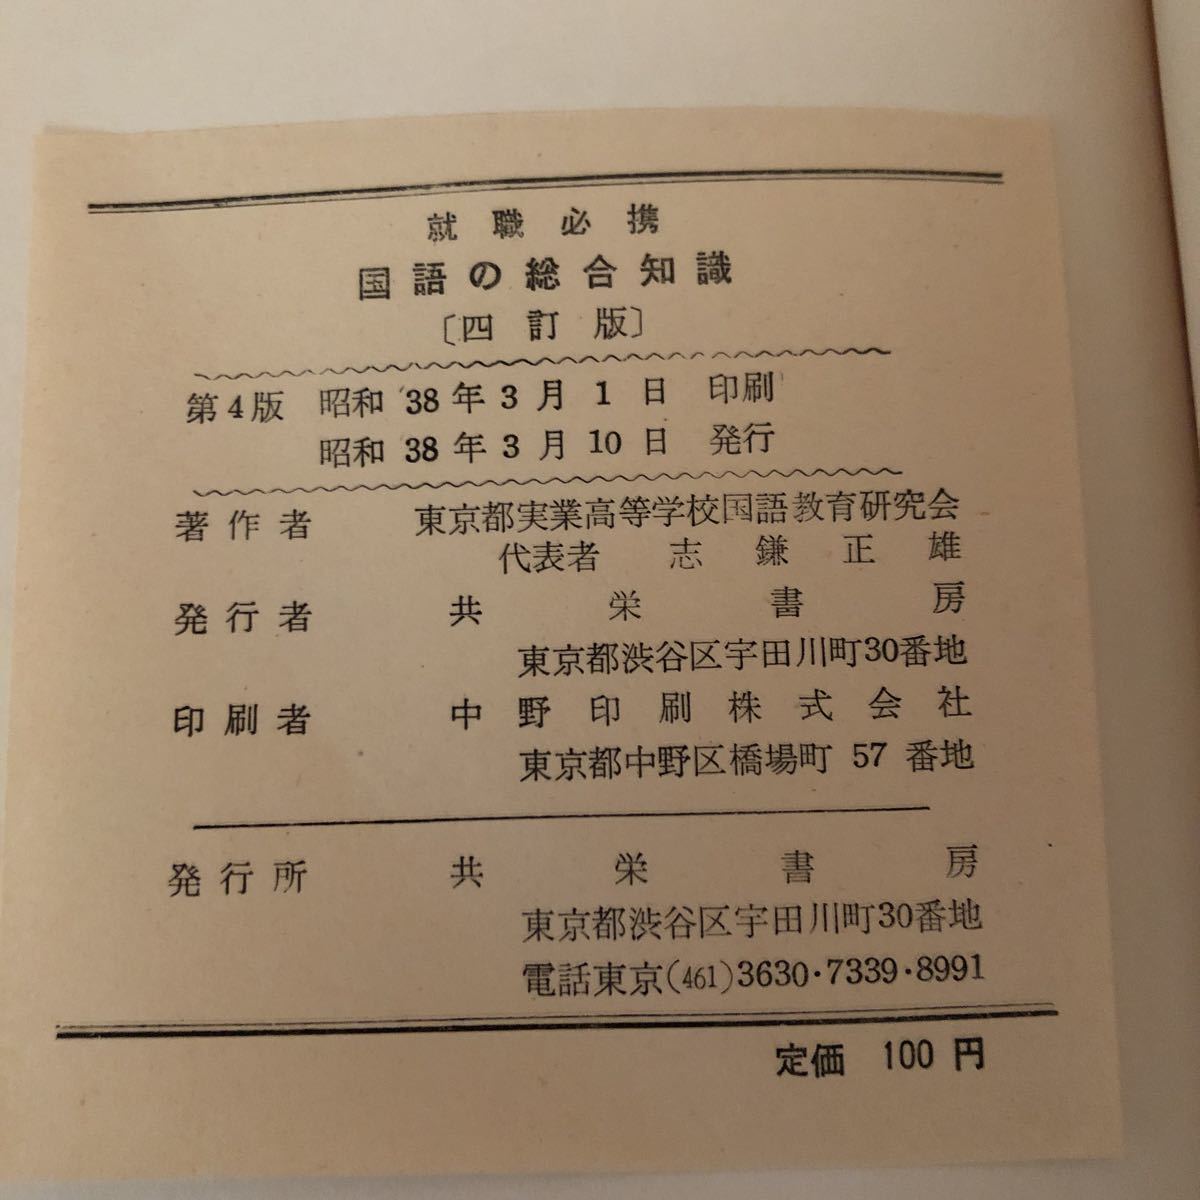 就職必携
国語の総合知識
〔四訂版〕
第4版 昭和 '38年3月1日 印刷
昭和 '38年3月10日 発行
著作者 東京都実業高等学校国語教育研究会
代表者 志鎌正雄
発行者 共栄書房
東京都渋谷区宇田川町30番地
印刷者 中野印刷株式会社
東京都中野区橋場町 57 番地
発行所 共栄書房
東京都渋谷区宇田川町30番地
電話東京(461)3630・7339・8991
定価 100 円